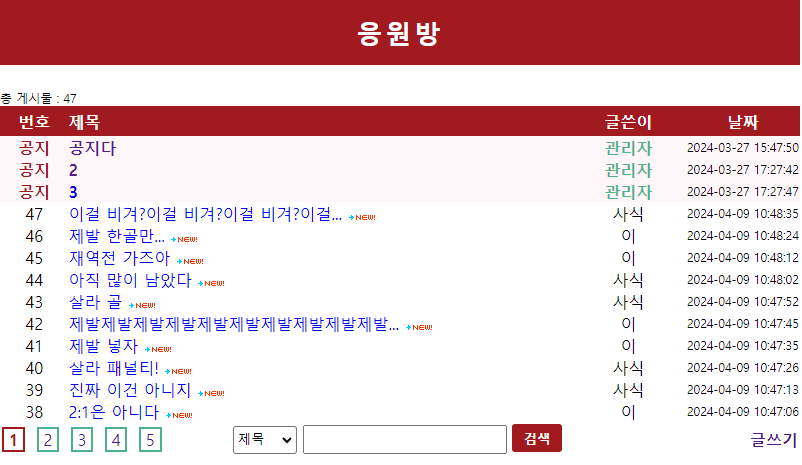 응원방
총 게시물 : 47
번호 제목 글쓴이 날짜
공지 공지다 관리자 2024-03-27 15:47:50
공지 2 관리자 2024-03-27 17:27:42
공지 3 관리자 2024-03-27 17:27:47
47 이걸 비겨?이걸 비겨?이걸 비겨?이걸... NEW! 사식 2024-04-09 10:48:35
46 제발 한골만... NEW! 이 2024-04-09 10:48:24
45 재역전 가즈아 NEW! 이 2024-04-09 10:48:12
44 아직 많이 남았다 NEW! 사식 2024-04-09 10:48:02
43 살라 골 NEW! 사식 2024-04-09 10:47:52
42 제발제발제발제발제발제발제발제발제발제발... NEW! 이 2024-04-09 10:47:45
41 제발 넣자 NEW! 이 2024-04-09 10:47:35
40 살라 패널티! NEW! 사식 2024-04-09 10:47:26
39 진짜 이건 아니지 NEW! 사식 2024-04-09 10:47:13
38 2:1은 아니다 NEW! 이 2024-04-09 10:47:06
1 2 3 4 5 제목 검색 글쓰기